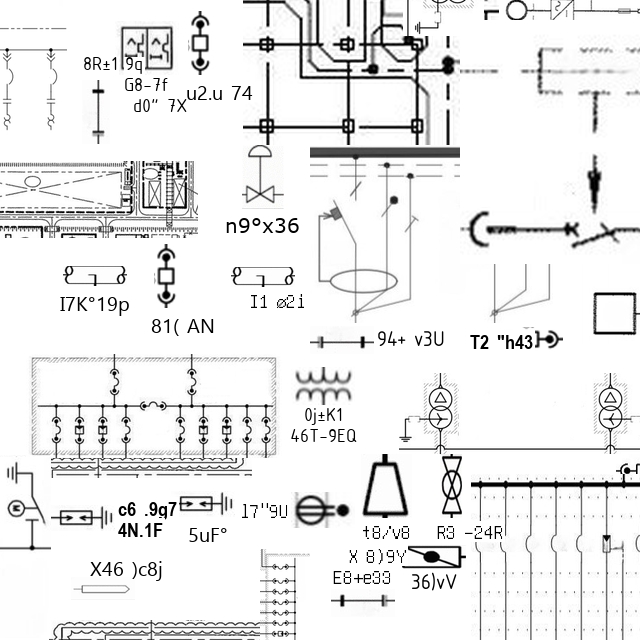 8R±1l9q
G8-7f
d0" 7X
u2.u 74
n9°x36
I7K°19p
I1 ⌀2i
81( AN
94+ v3U
T2 "h43
0j±K1
46T-9EQ
c6 .9g7
4N.1F
5uF°
17"9U
t8/'v8
R3 -24R
X 8)9Y
E8+e33
36)vV
X46 )c8j